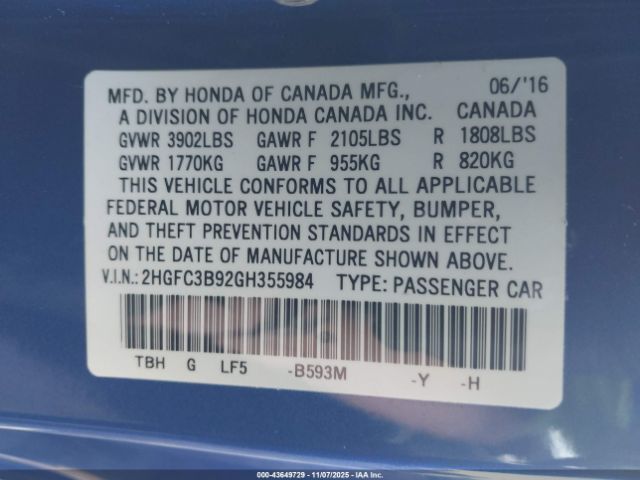 MFD. BY HONDA OF CANADA MFG., 06/'16
A DIVISION OF HONDA CANADA INC. CANADA
GVWR 3902LBS GAWR F 2105LBS R 1808LBS
GVWR 1770KG GAWR F 955KG R 820KG
THIS VEHICLE CONFORMS TO ALL APPLICABLE
FEDERAL MOTOR VEHICLE SAFETY, BUMPER,
AND THEFT PREVENTION STANDARDS IN EFFECT
ON THE DATE OF MANUFACTURE SHOWN ABOVE.
V.I.N.: 2HGFC3B92GH355984 TYPE: PASSENGER CAR
TBH G LF5 -B593M -Y -H
00-43649729 - 11/07/2025 - IAA Inc.